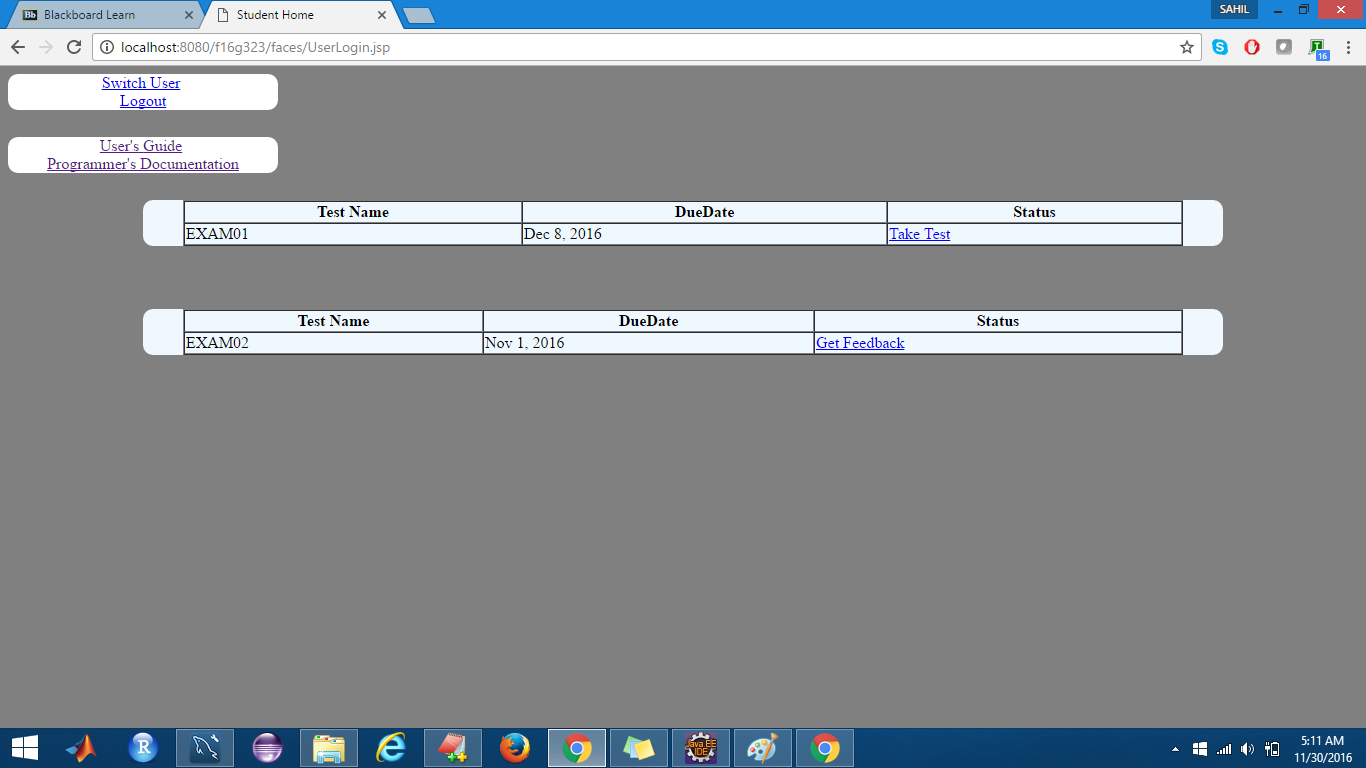 Bb Blackboard Learn Student Home SAHIL
localhost:8080/f16g323/faces/UserLogin.jsp 16
Switch User
Logout
User's Guide
Programmer's Documentation
Test Name DueDate Status
EXAM01 Dec 8, 2016 Take Test
Test Name DueDate Status
EXAM02 Nov 1, 2016 Get Feedback
R Java EE IDE 5:11 AM
11/30/2016